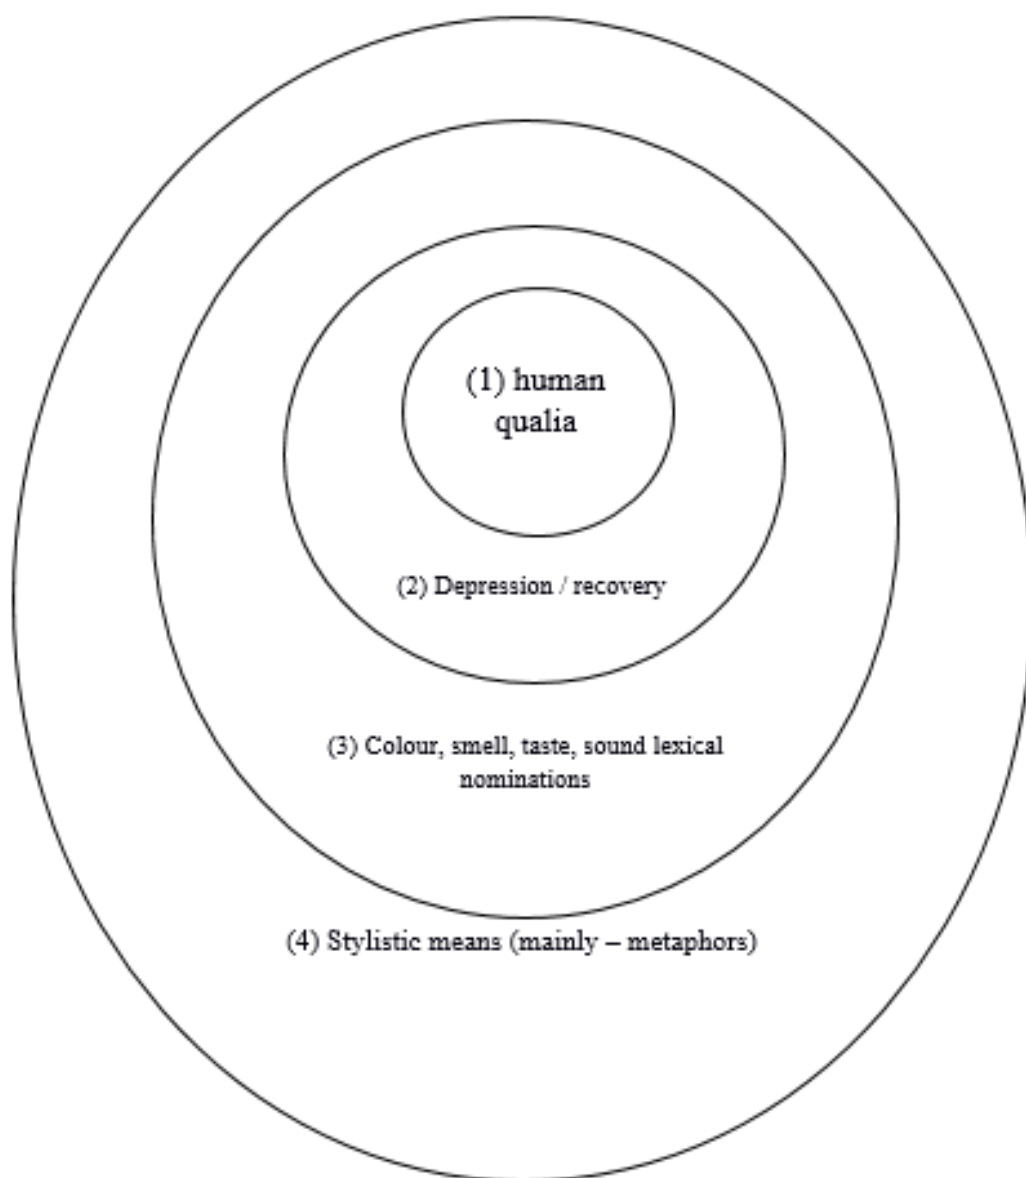 (1) human
qualia
(2) Depression / recovery
(3) Colour, smell, taste, sound lexical
nominations
(4) Stylistic means (mainly – metaphors)